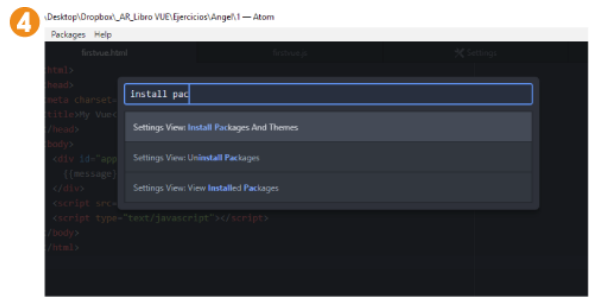 4
\Desktop\Dropbox\_AR_Libro VUE\Ejercicios\Angel\1 — Atom
Packages Help
firstvue.html firstvue.js Settings
html>
head>
meta charset=
title>My Vue
/head>
body>
<div id="app
{{message}
</div>
<script src=
<script type="text/javascript"></script>
/body>
/html>
Install pac
Settings View: Install Packages And Themes
Settings View: Uninstall Packages
Settings View: View Installed Packages